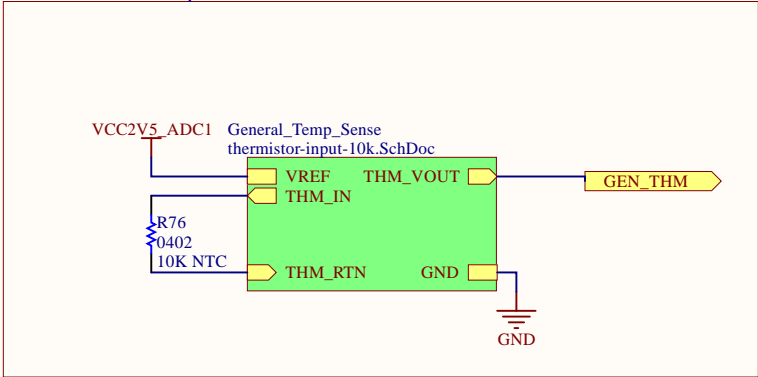 VCC2V5_ADC1
General_Temp_Sense
thermistor-input-10k.SchDoc
VREF
THM_VOUT
GEN_THM
THM_IN
R76
0402
10K NTC
THM_RTN
GND
GND